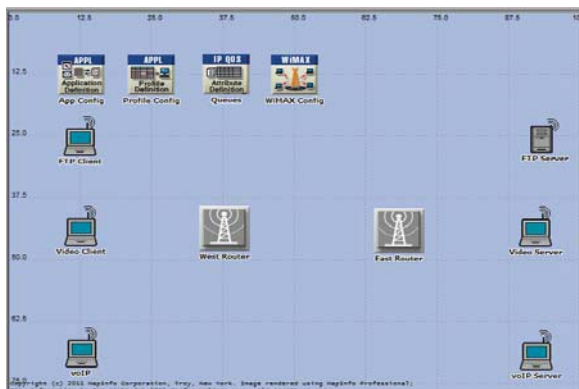 0.0 12.5 25.0 37.5 50.0 62.5 75.0 87.5
APPL APPL IP QOS WiMAX
Application Definition Profile Definition Attribute Definition
App Config Profile Config Queues WiMAX Config
12.5
25.0
FTP Client FTP Server
37.5
Video Client West Router East Router Video Server
50.0
62.5
voIP voIP Server
75.0
Copyright (c) 2011 MapInfo Corporation, Troy, New York. Image rendered using MapInfo Professional;